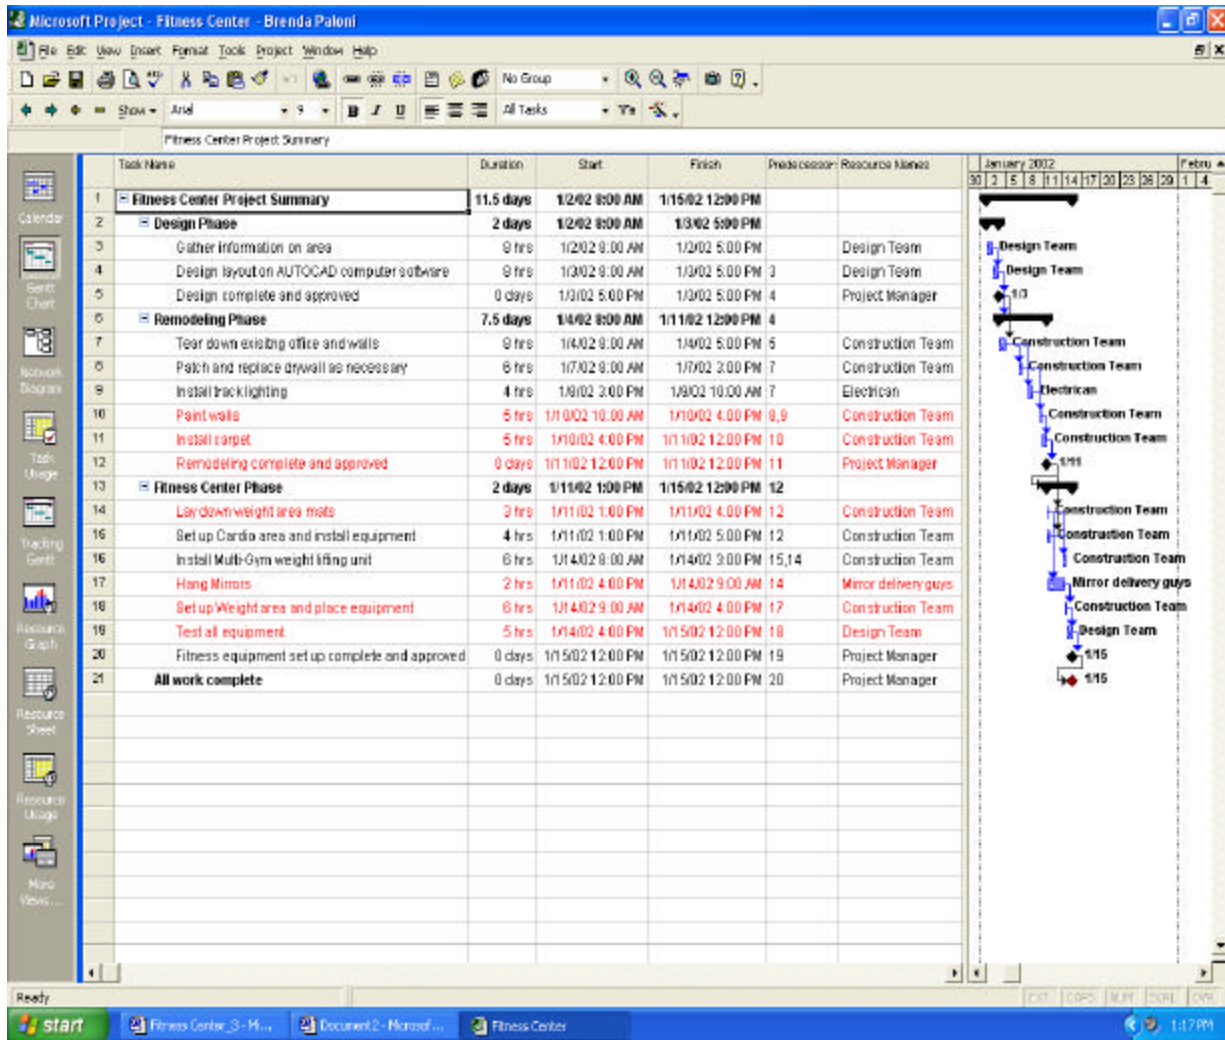 Microsoft Project - Fitness Center - Brenda Paloni
File Edit View Insert Format Tools Project Window Help
No Group
Show Arial 9 B I U All Tasks
Fitness Center Project Summary
Task Name Duration Start Finish Predecessor Resource Names January 2002 Febru
30 2 5 8 11 14 17 20 23 26 29 1 4
1 Fitness Center Project Summary 11.5 days 1/2/02 8:00 AM 1/15/02 12:00 PM
2 Design Phase 2 days 1/2/02 8:00 AM 1/3/02 5:00 PM
3 Gather information on area 8 hrs 1/2/02 8:00 AM 1/2/02 5:00 PM Design Team Design Team
4 Design layout on AUTOCAD computer software 8 hrs 1/3/02 8:00 AM 1/3/02 5:00 PM 3 Design Team Design Team
5 Design complete and approved 0 days 1/3/02 5:00 PM 1/3/02 5:00 PM 4 Project Manager 1/3
6 Remodeling Phase 7.5 days 1/4/02 8:00 AM 1/11/02 12:00 PM 4
7 Tear down exisitng office and walls 8 hrs 1/4/02 8:00 AM 1/4/02 5:00 PM Construction Team Construction Team
8 Patch and replace drywall as necessary 6 hrs 1/7/02 8:00 AM 1/7/02 3:00 PM 7 Construction Team Construction Team
9 Install track lighting 4 hrs 3:00 PM 10:00 AM 7 Electrican Electrican
10 Paint walls 5 hrs 1/10/02 10:00 AM 1/10/02 4:00 PM 8,9 Construction Team Construction Team
11 Install carpet 5 hrs 1/10/02 4:00 PM 1/11/02 12:00 PM 10 Construction Team Construction Team
12 Remodeling complete and approved 0 days 1/11/02 12:00 PM 1/11/02 12:00 PM 11 Project Manager 1/11
13 Fitness Center Phase 2 days 1/11/02 1:00 PM 1/15/02 12:00 PM 12
14 Lay down weight area mats 3 hrs 1/11/02 1:00 PM 1/11/02 4:00 PM 12 Construction Team Construction Team
15 Set up Cardio area and install equipment 4 hrs 1/11/02 1:00 PM 1/11/02 5:00 PM 12 Construction Team Construction Team
16 Install Multi-Gym weight lifting unit 6 hrs 1/14/02 8:00 AM 1/14/02 3:00 PM 15,14 Construction Team Construction Team
17 Hang Mirrors 2 hrs 1/11/02 4:00 PM 1/14/02 9:00 AM 14 Mirror delivery guys Mirror delivery guys
18 Set up Weight area and place equipment 6 hrs 1/14/02 9:00 AM 1/14/02 4:00 PM 17 Construction Team Construction Team
19 Test all equipment 5 hrs 1/14/02 4:00 PM 1/15/02 12:00 PM 18 Design Team Design Team
20 Fitness equipment set up complete and approved 0 days 1/15/02 12:00 PM 1/15/02 12:00 PM 19 Project Manager 1/15
21 All work complete 0 days 1/15/02 12:00 PM 1/15/02 12:00 PM 20 Project Manager 1/15
Calendar
Gantt
Chart
Network
Diagram
Task
Usage
Tracking
Gantt
Resource
Graph
Resource
Sheet
Resource
Usage
More
Views...
Ready EXT CAPS NUM SCRL OVR
start Fitness Center_3 - M... Document2 - Microsof... Fitness Center 1:17 PM